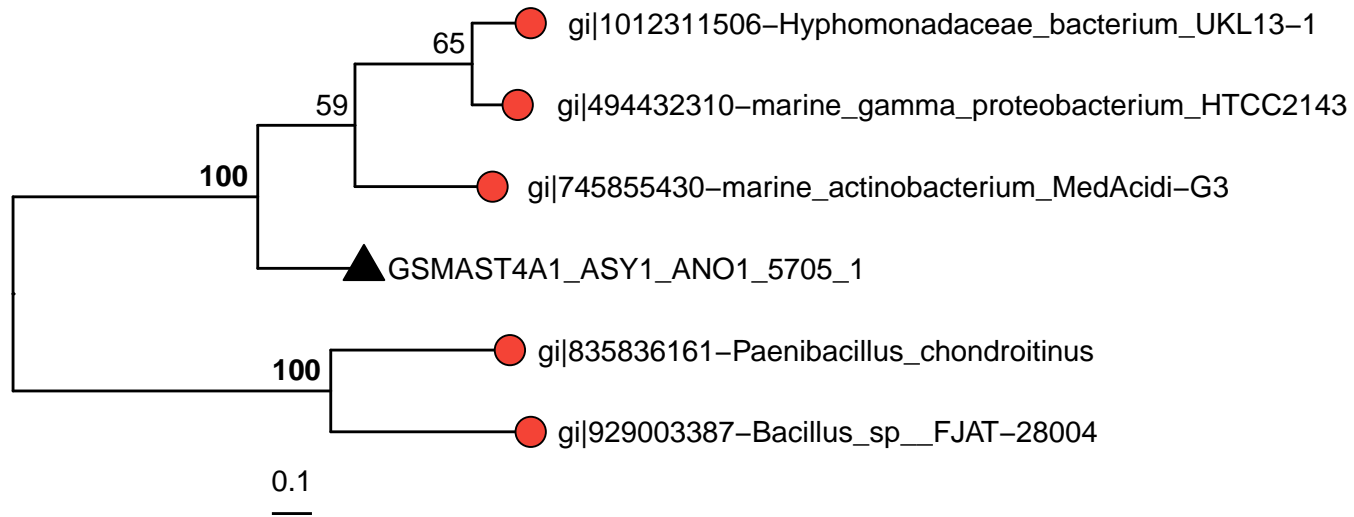 gi|1012311506−Hyphomonadaceae_bacterium_UKL13−1
65
gi|494432310−marine_gamma_proteobacterium_HTCC2143
59
100
gi|745855430−marine_actinobacterium_MedAcidi−G3
GSMAST4A1_ASY1_ANO1_5705_1
gi|835836161−Paenibacillus_chondroitinus
100
gi|929003387−Bacillus_sp__FJAT−28004
0.1